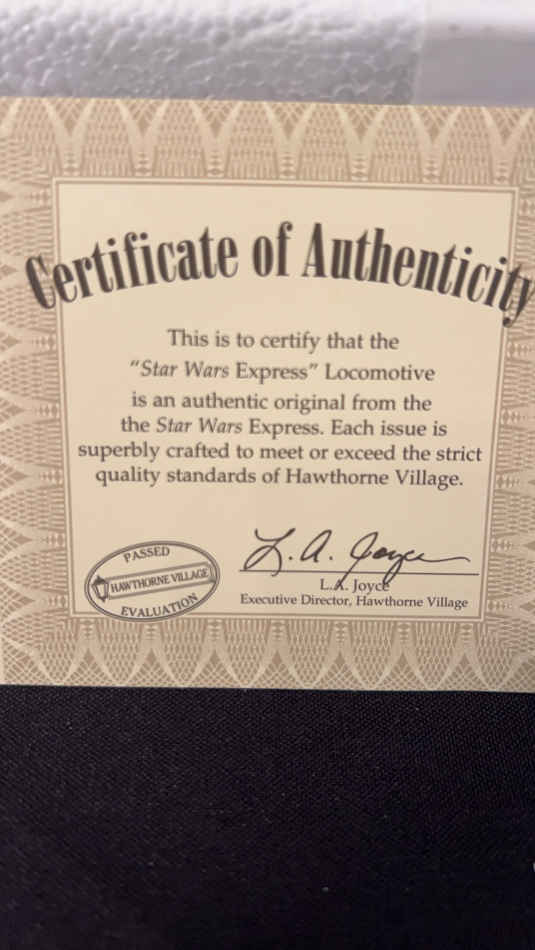 Certificate of Authenticity
This is to certify that the
“Star Wars Express” Locomotive
is an authentic original from the
the Star Wars Express. Each issue is
superbly crafted to meet or exceed the strict
quality standards of Hawthorne Village.
L.A. Joyce
L.A. Joyce
Executive Director, Hawthorne Village
PASSED
HAWTHORNE VILLAGE
EVALUATION